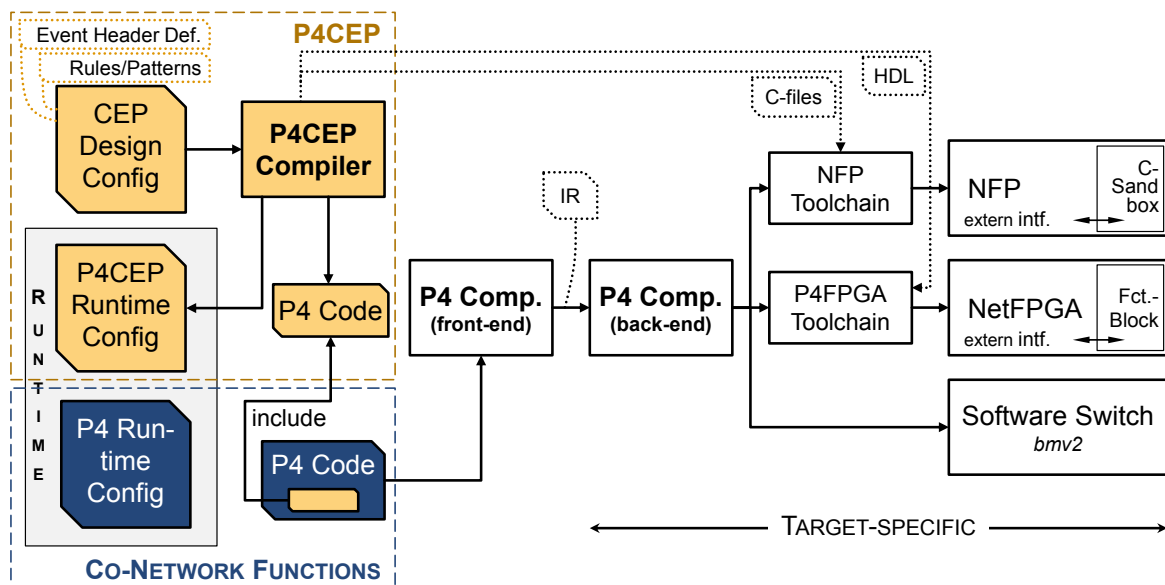 Event Header Def.
P4CEP
Rules/Patterns
CEP
Design
Config
P4CEP
Compiler
C-files
HDL
IR
NFP
Toolchain
NFP
extern intf.
C-
Sand
box
RUNTIME
P4CEP
Runtime
Config
P4 Code
P4 Comp.
(front-end)
P4 Comp.
(back-end)
P4FPGA
Toolchain
NetFPGA
extern intf.
Fct.-
Block
include
P4 Run-
time
Config
P4 Code
Software Switch
bmv2
TARGET-SPECIFIC
CO-NETWORK FUNCTIONS